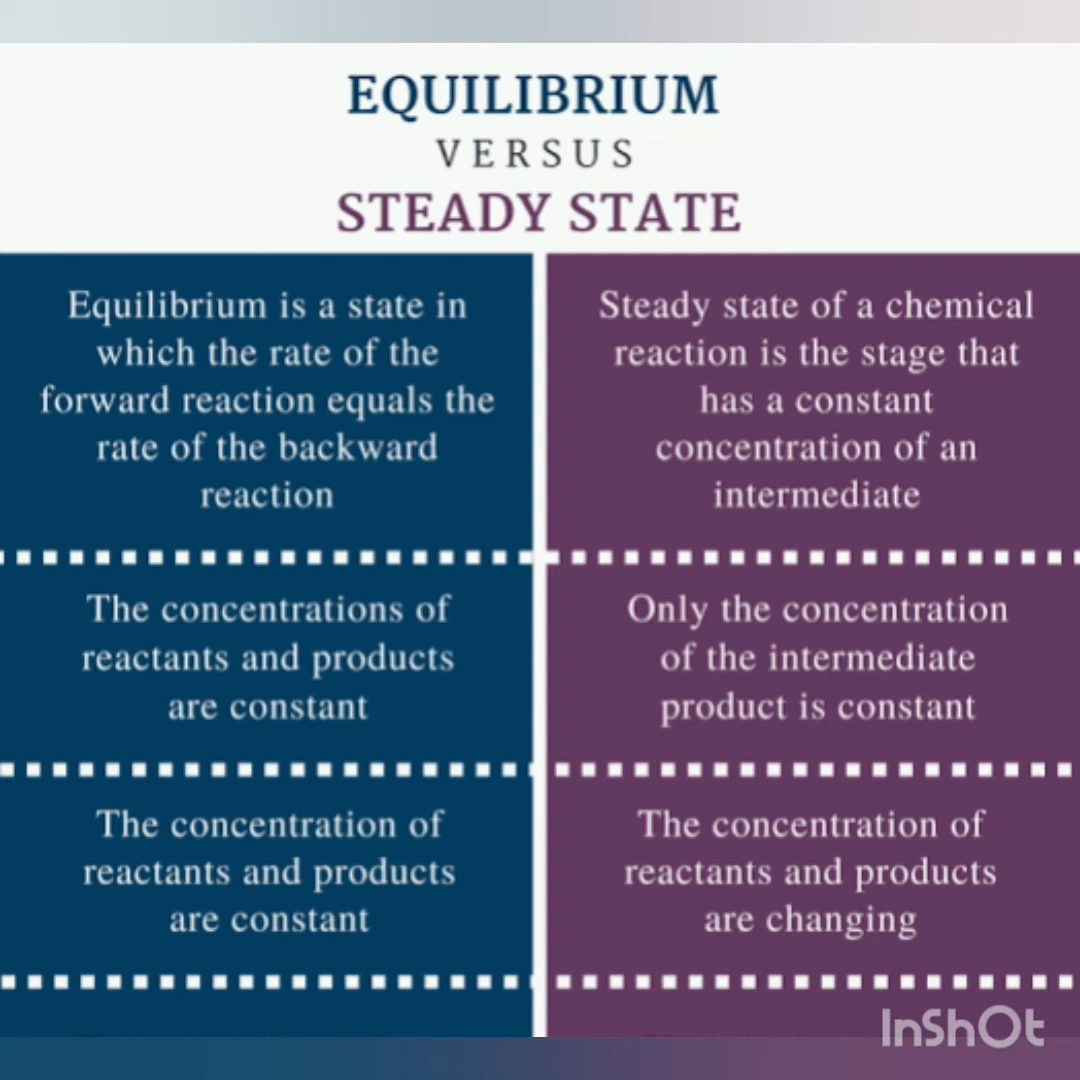 EQUILIBRIUM
VERSUS
STEADY STATE
Equilibrium is a state in
which the rate of the
forward reaction equals the
rate of the backward
reaction
Steady state of a chemical
reaction is the stage that
has a constant
concentration of an
intermediate
The concentrations of
reactants and products
are constant
Only the concentration
of the intermediate
product is constant
The concentration of
reactants and products
are constant
The concentration of
reactants and products
are changing
InShOt